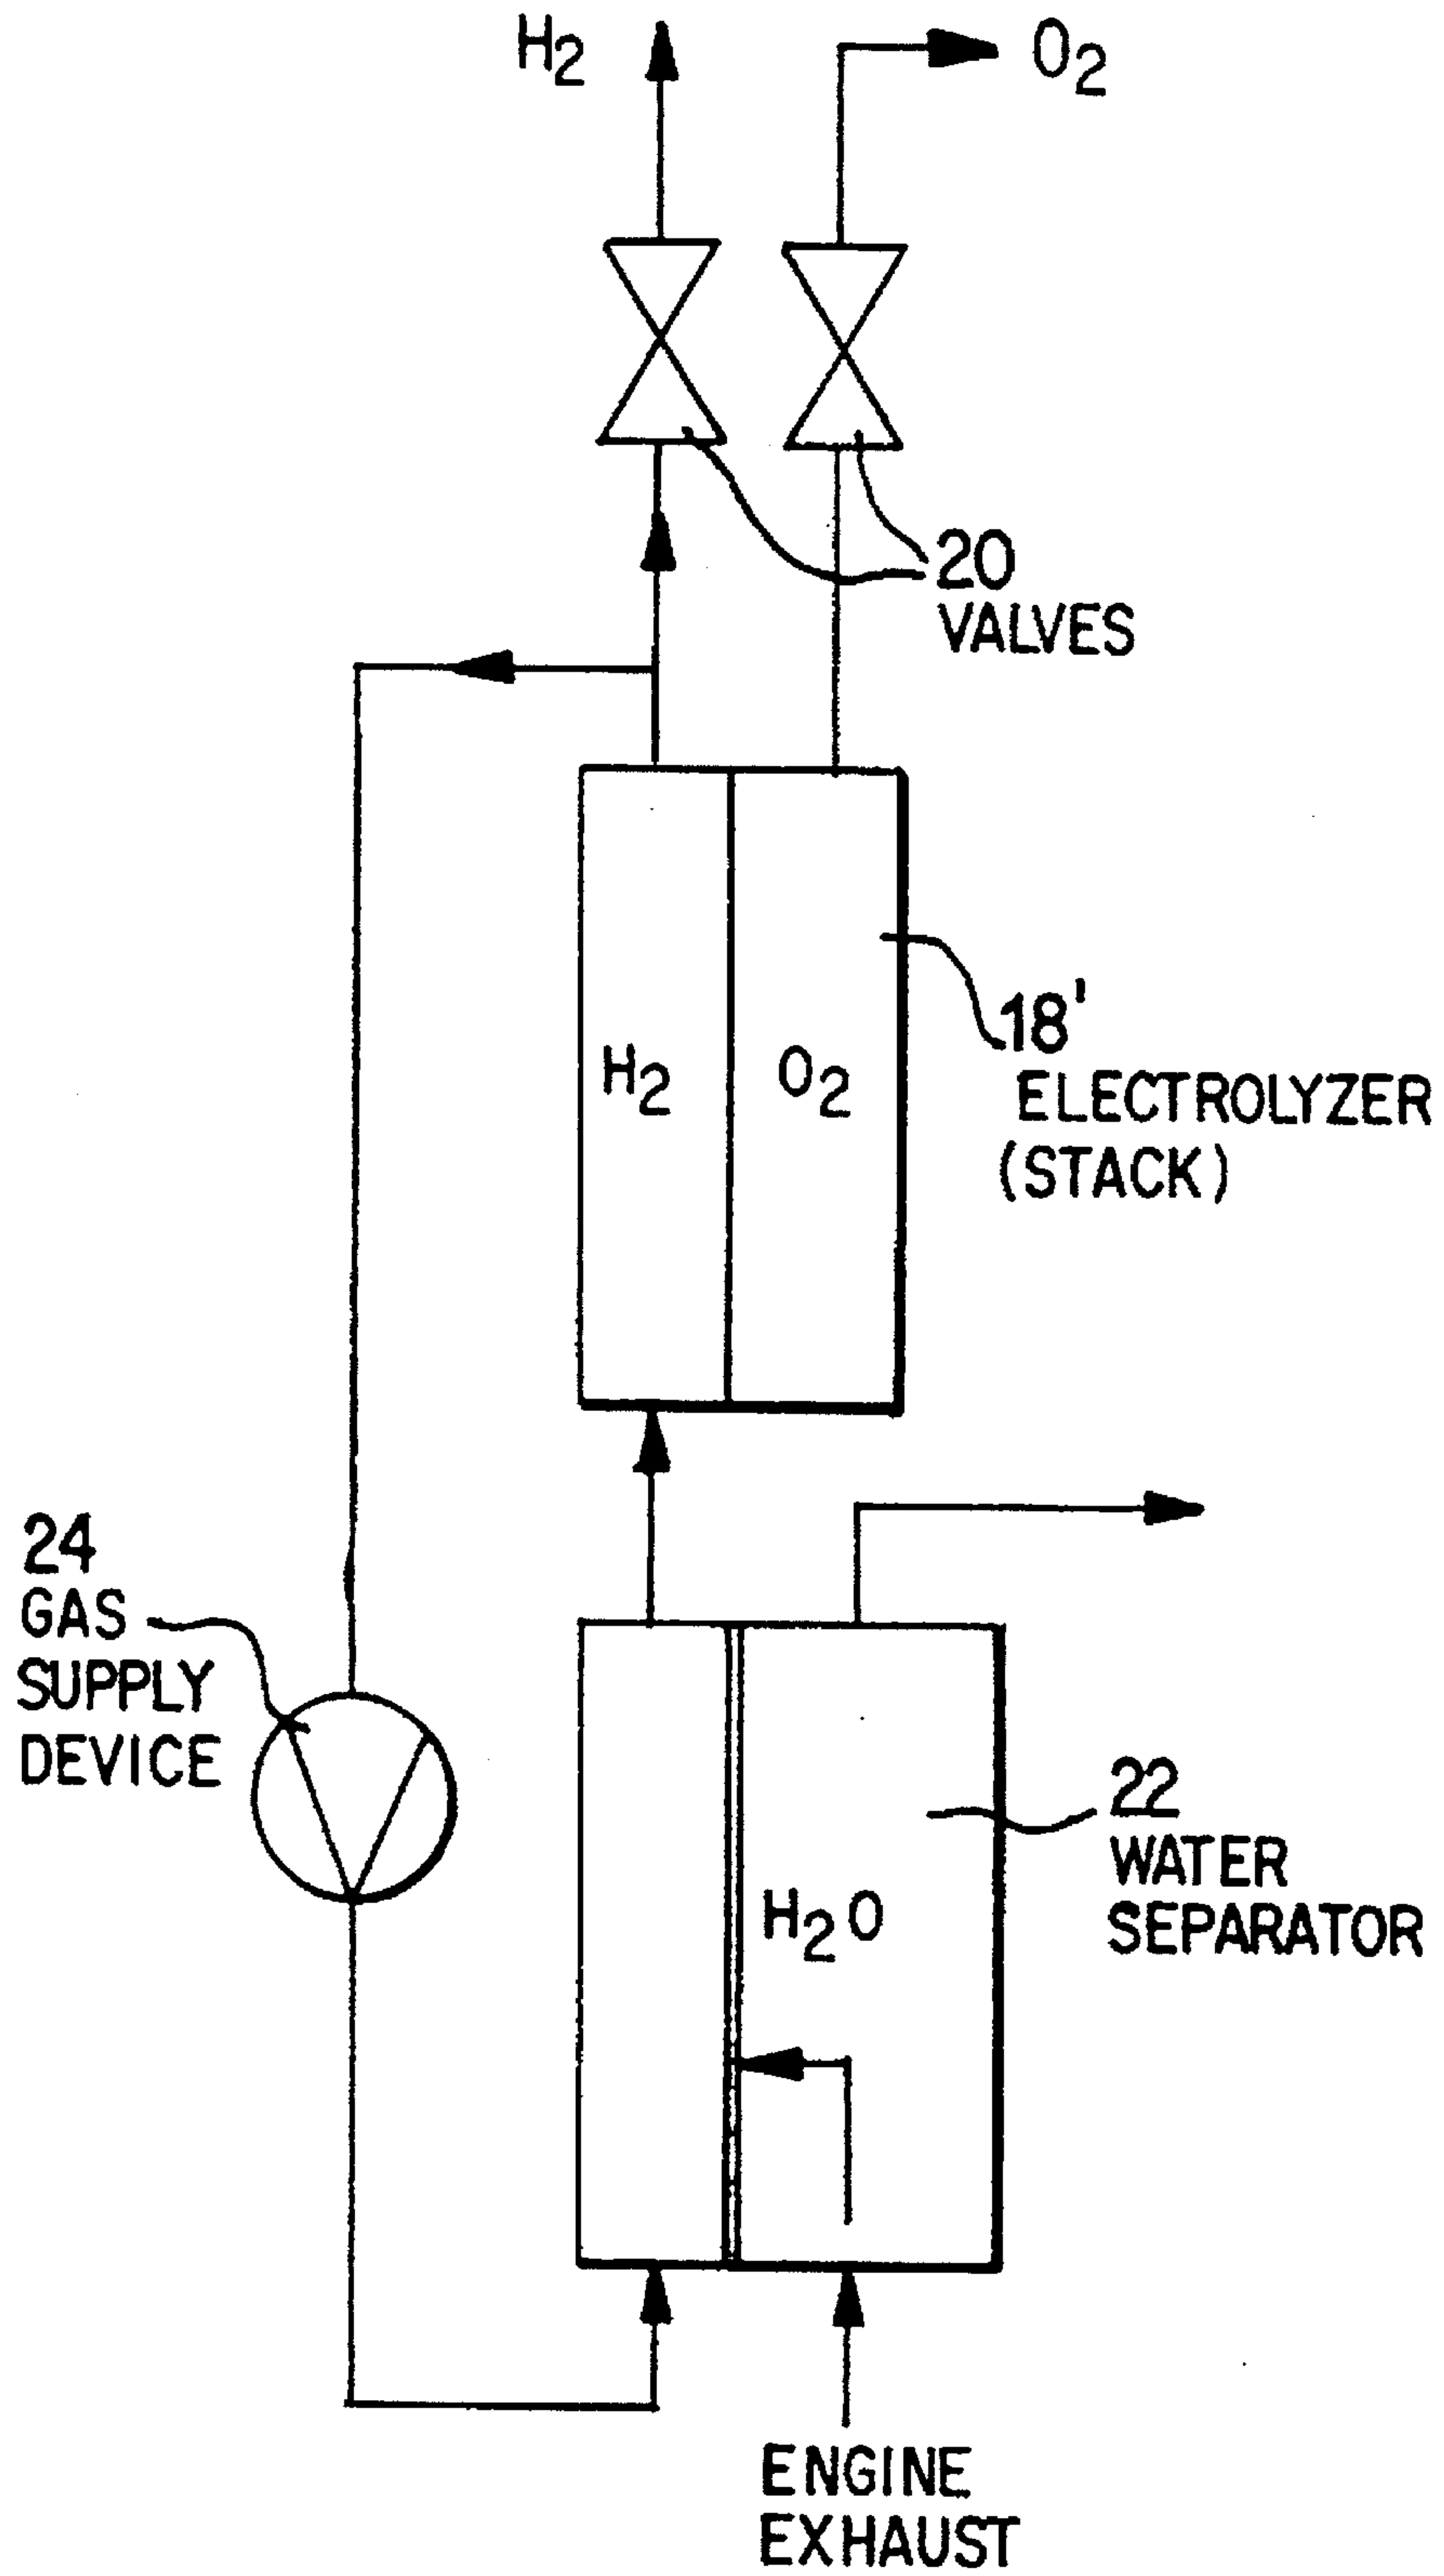 H2
O2
20
VALVES
H2
O2
18'
ELECTROLYZER
(STACK)
24
GAS
SUPPLY
DEVICE
22
WATER
SEPARATOR
H2O
ENGINE
EXHAUST